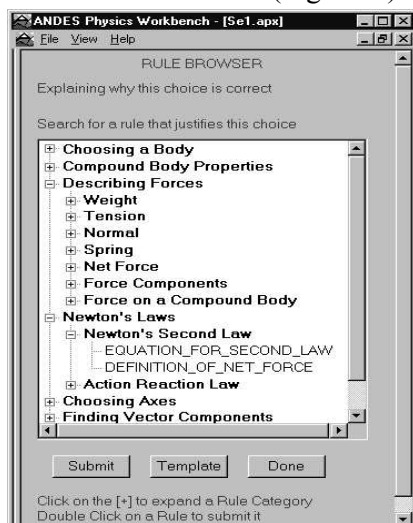 ANDES Physics Workbench - [Se1.apx]
File View Help
RULE BROWSER
Explaining why this choice is correct
Search for a rule that justifies this choice
Choosing a Body
Compound Body Properties
Describing Forces
Weight
Tension
Normal
Spring
Net Force
Force Components
Force on a Compound Body
Newton's Laws
Newton's Second Law
EQUATION_FOR_SECOND_LAW
DEFINITION_OF_NET_FORCE
Action Reaction Law
Choosing Axes
Finding Vector Components
Submit Template Done
Click on the [+] to expand a Rule Category
Double Click on a Rule to submit it